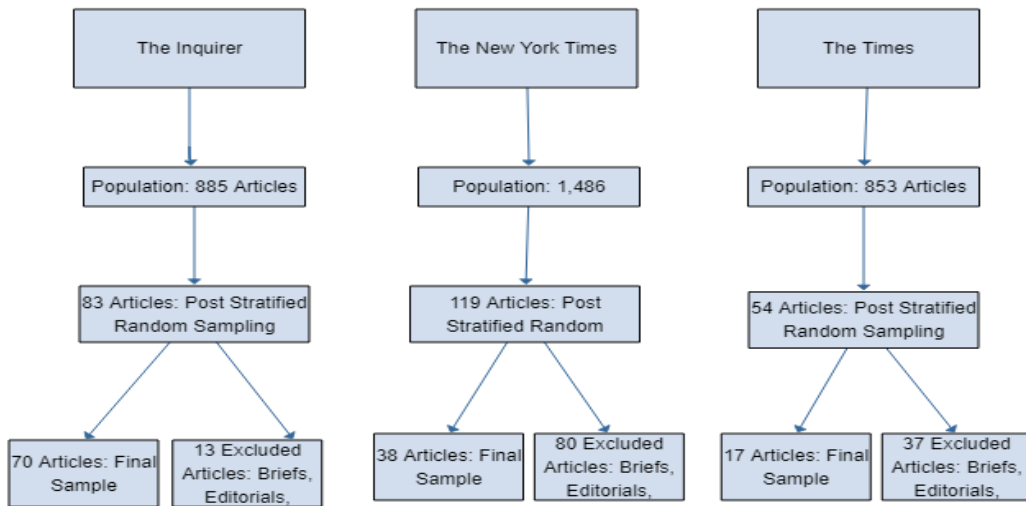 The Inquirer
The New York Times
The Times
Population: 885 Articles
Population: 1,486
Population: 853 Articles
83 Articles: Post Stratified
Random Sampling
119 Articles: Post
Stratified Random
54 Articles: Post Stratified
Random Sampling
70 Articles: Final
Sample
13 Excluded
Articles: Briefs,
Editorials,
38 Articles: Final
Sample
80 Excluded
Articles: Briefs,
Editorials,
17 Articles: Final
Sample
37 Excluded
Articles: Briefs,
Editorials,